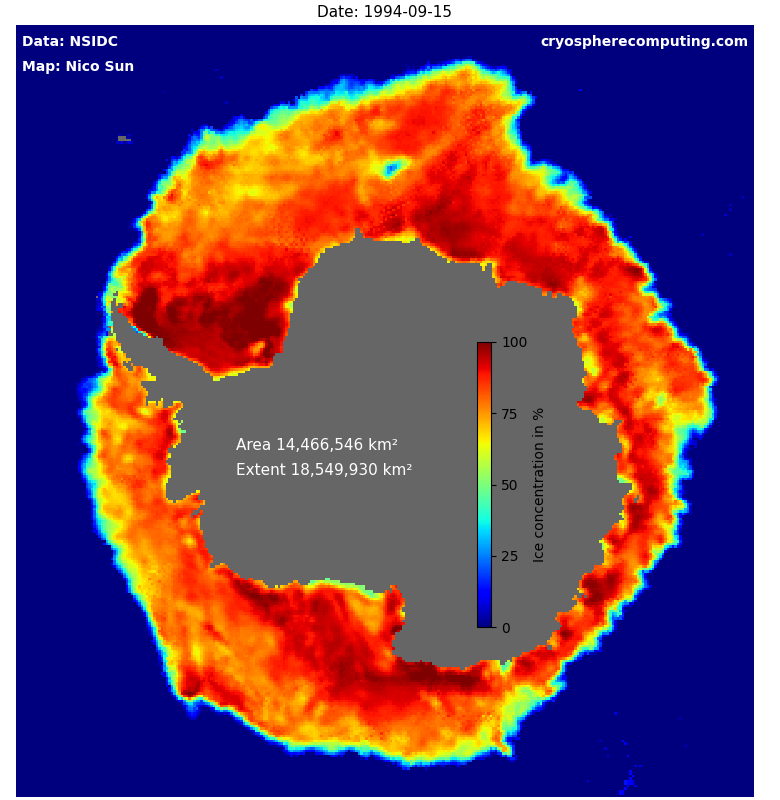 Date: 1994-09-15
Data: NSIDC
cryospherecomputing.com
Map: Nico Sun
100
75
50
25
0
Ice concentration in %
Area 14,466,546 km²
Extent 18,549,930 km²